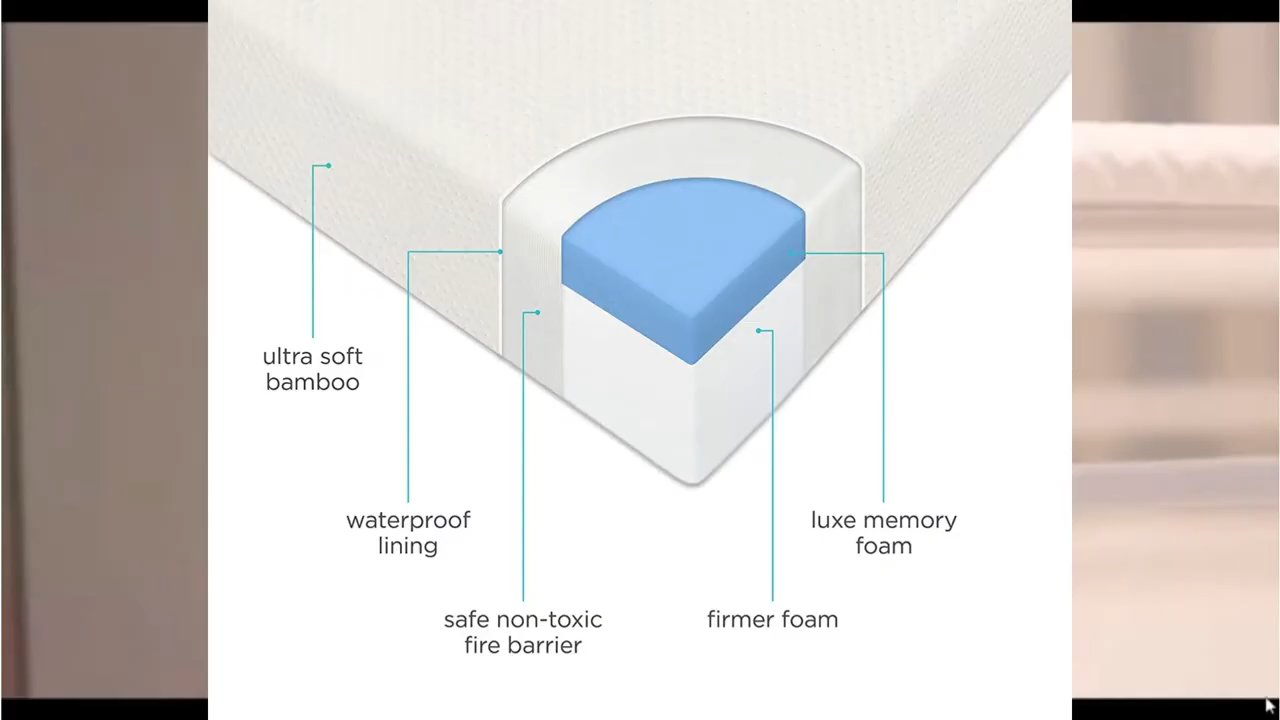 ultra soft
bamboo
waterproof
lining
luxe memory
foam
safe non-toxic
fire barrier
firmer foam